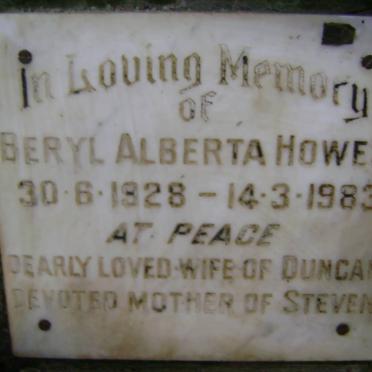 In Loving Memory
of
BERYL ALBERTA HOWE
30·6·1928 – 14·3·1983
AT PEACE
DEARLY LOVED WIFE OF DUNCAN
DEVOTED MOTHER OF STEVEN